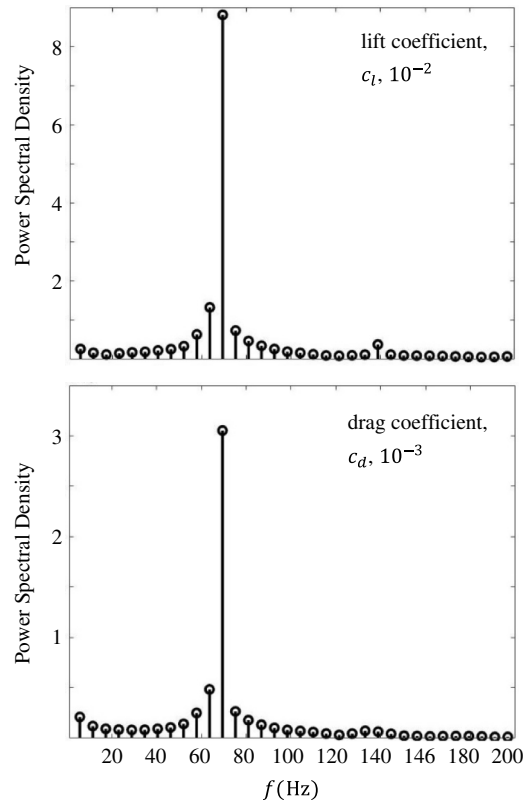 8
6
4
2
Power Spectral Density
lift coefficient,
c_l, 10⁻²
3
2
1
Power Spectral Density
drag coefficient,
c_d, 10⁻³
20 40 60 80 100 120 140 146 180 200
f(Hz)